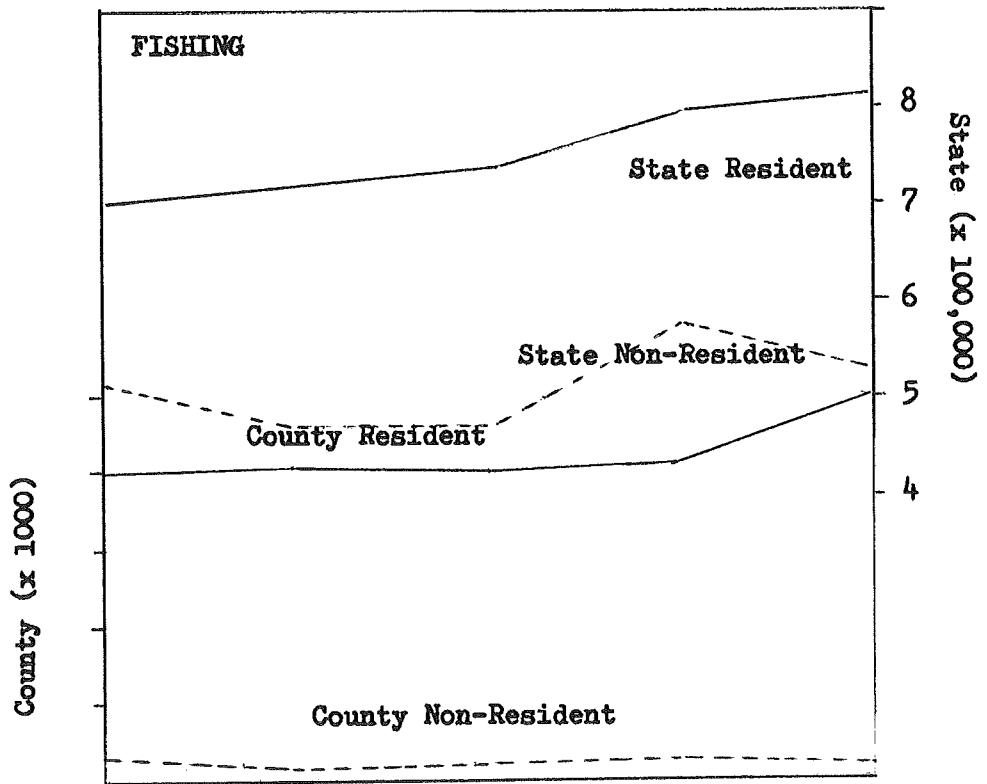 FISHING
8
State Resident
7
6
State Non-Resident
5
County Resident
4
County Non-Resident
County (x 1000)
State (x 100,000)